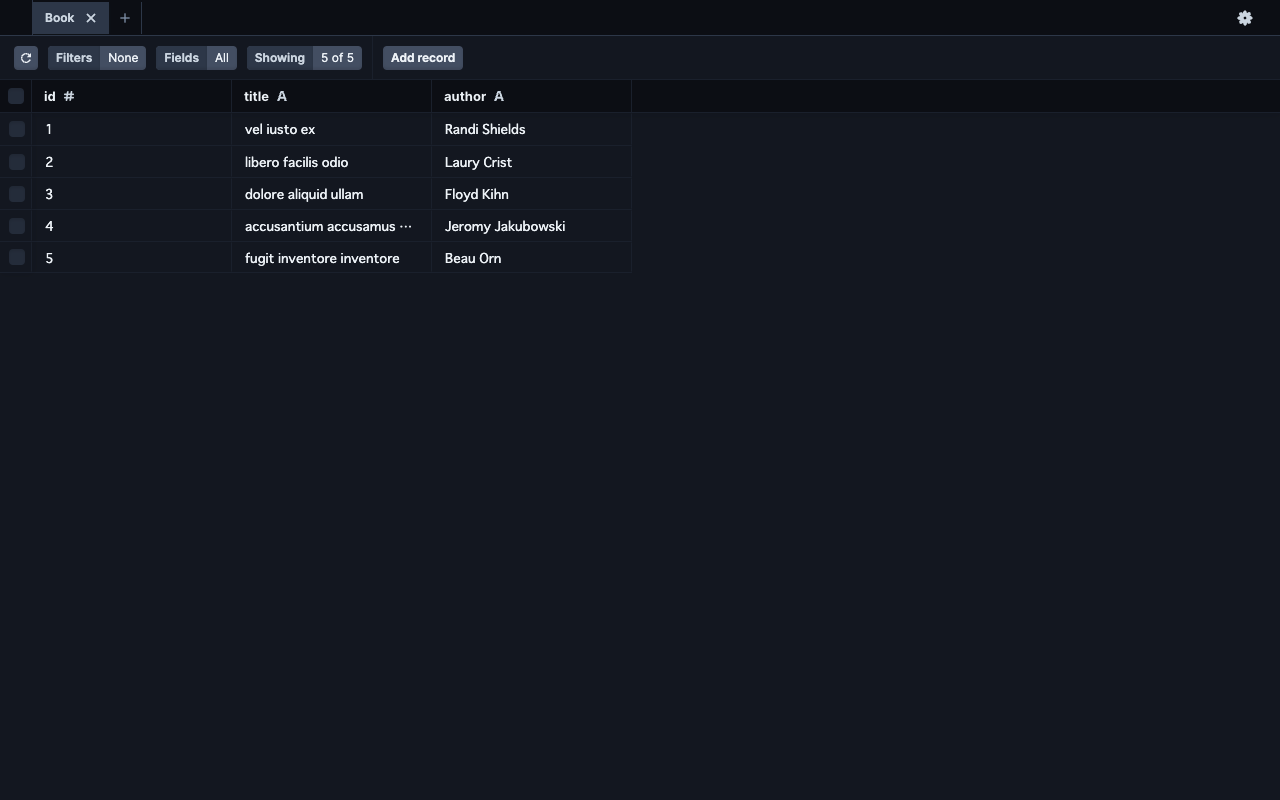 Book
Filters None Fields All Showing 5 of 5 Add record
id # title A author A
1 vel iusto ex Randi Shields
2 libero facilis odio Laury Crist
3 dolore aliquid ullam Floyd Kihn
4 accusantium accusamus ··· Jeromy Jakubowski
5 fugit inventore inventore Beau Orn